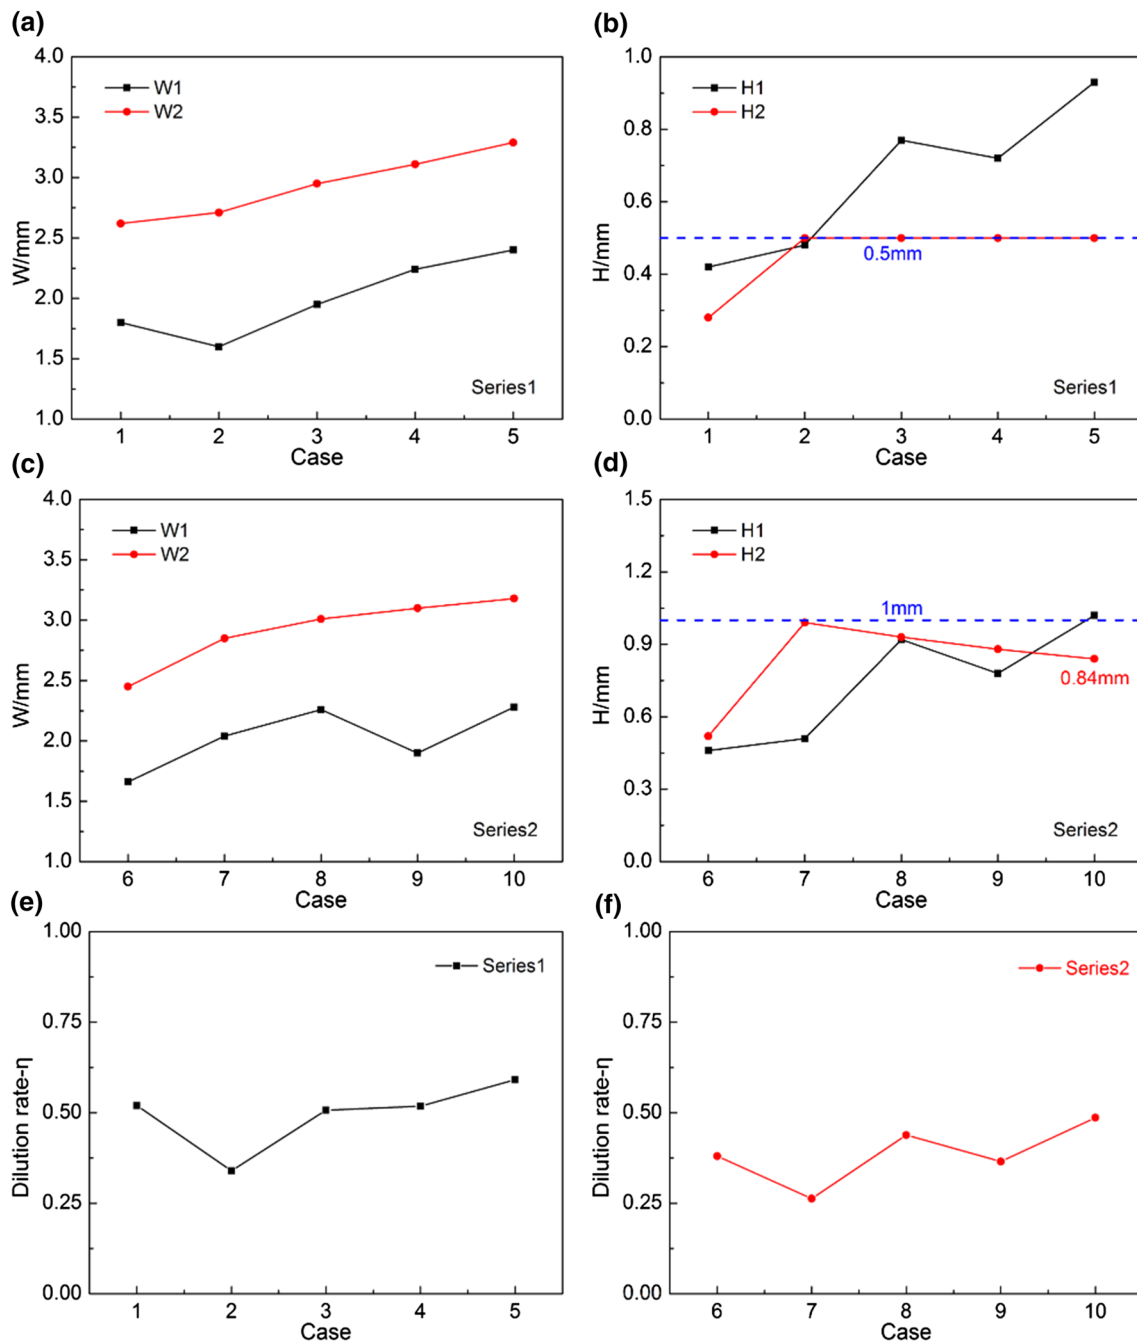 (a)
4.0
3.5
3.0
2.5
2.0
1.5
1.0
W/mm
W1
W2
Series1
1 2 3 4 5
Case
(b)
1.0
0.8
0.6
0.4
0.2
0.0
H/mm
H1
H2
0.5mm
Series1
1 2 3 4 5
Case
(c)
4.0
3.5
3.0
2.5
2.0
1.5
1.0
W/mm
W1
W2
Series2
6 7 8 9 10
Case
(d)
1.5
1.2
0.9
0.6
0.3
0.0
H/mm
H1
H2
1mm
0.84mm
Series2
6 7 8 9 10
Case
(e)
1.00
0.75
0.50
0.25
0.00
Dilution rate-η
Series1
1 2 3 4 5
Case
(f)
1.00
0.75
0.50
0.25
0.00
Dilution rate-η
Series2
6 7 8 9 10
Case